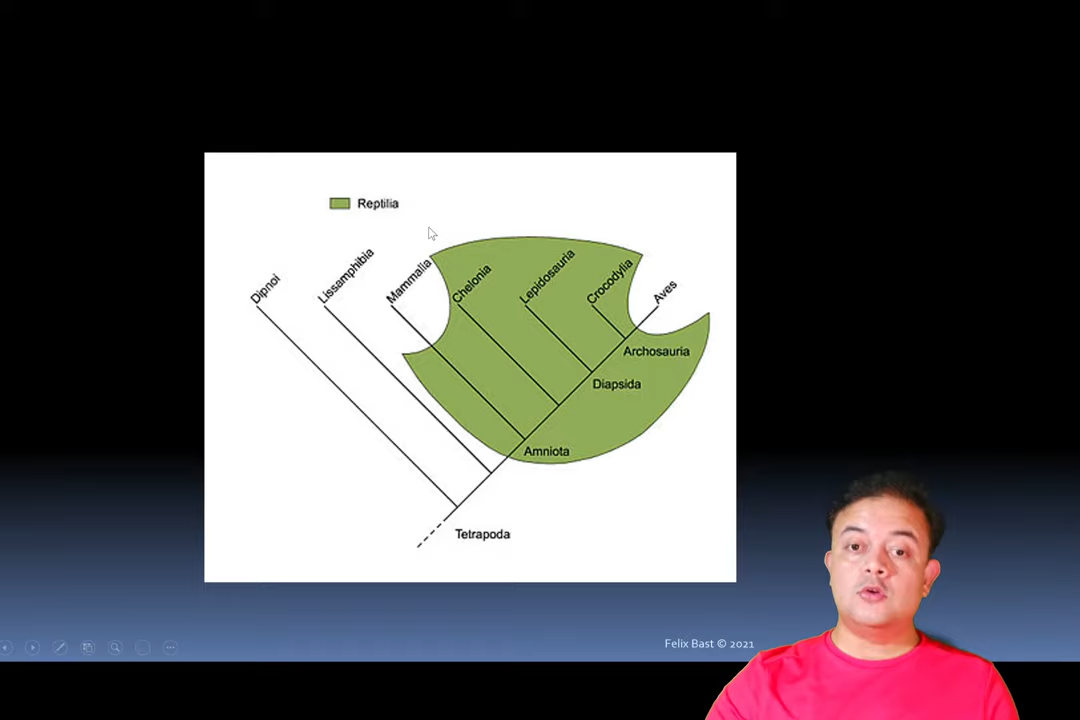 Reptilia
Dipnoi
Lissamphibia
Mammalia
Chelonia
Lepidosauria
Crocodylia
Aves
Archosauria
Diapsida
Amniota
Tetrapoda
Felix Bast © 2021